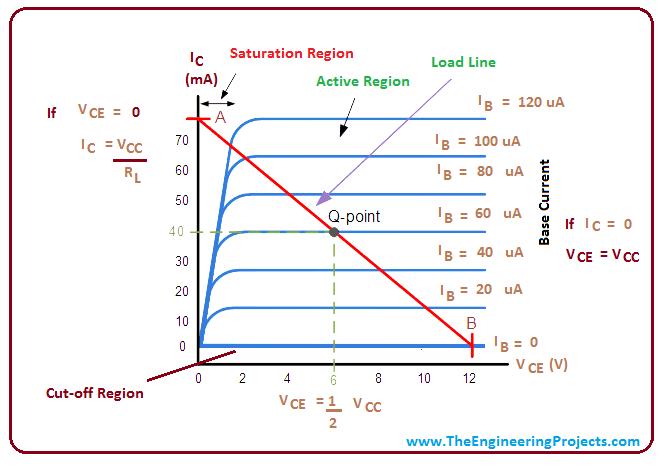 Saturation Region
I C
(mA)
Load Line
Active Region
If V CE = 0
I C = V CC
R L
A
I B = 120 uA
I B = 100 uA
I B = 80 uA
I B = 60 uA
I B = 40 uA
I B = 20 uA
I B = 0
Base Current
If I C = 0
V CE = V CC
70
60
50
40
30
20
10
0
Q-point
B
V CE (V)
0 2 4 6 8 10 12
Cut-off Region
V CE = 1 V CC
2
www.TheEngineeringProjects.com